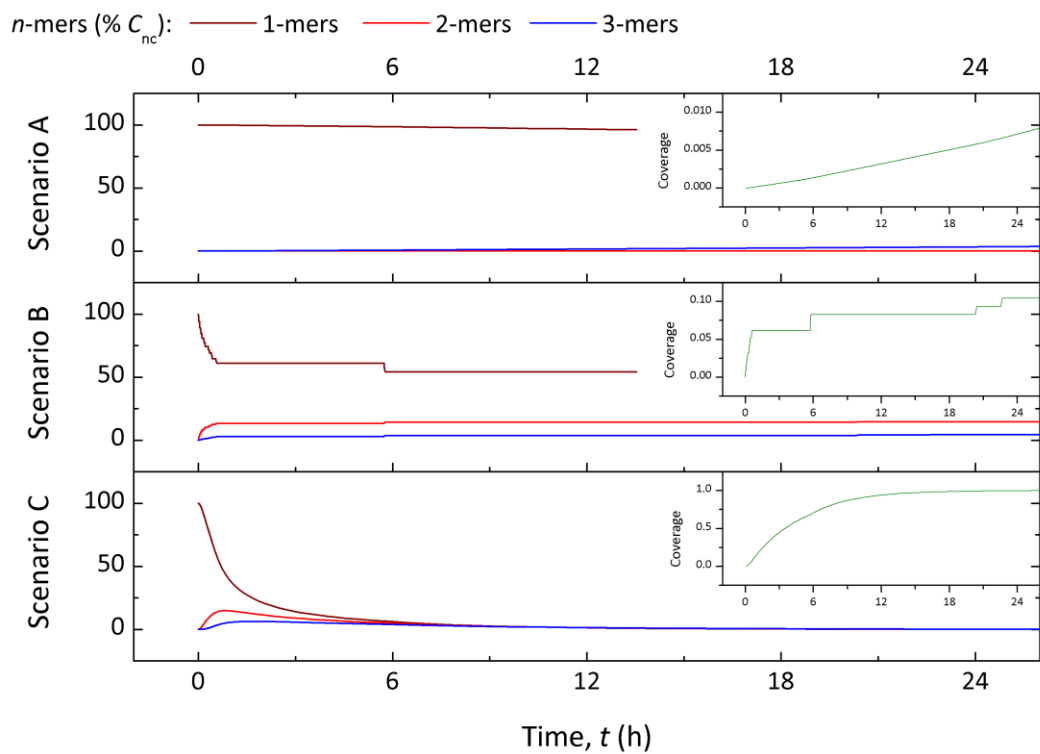 n-mers (% Cnc): 1-mers 2-mers 3-mers
0 6 12 18 24
Scenario A
100
50
0
Coverage
0.010
0.005
0.000
0 6 12 18 24
Scenario B
100
50
0
Coverage
0.10
0.05
0.00
0 6 12 18 24
Scenario C
100
50
0
Coverage
1.0
0.5
0.0
0 6 12 18 24
0 6 12 18 24
Time, t (h)